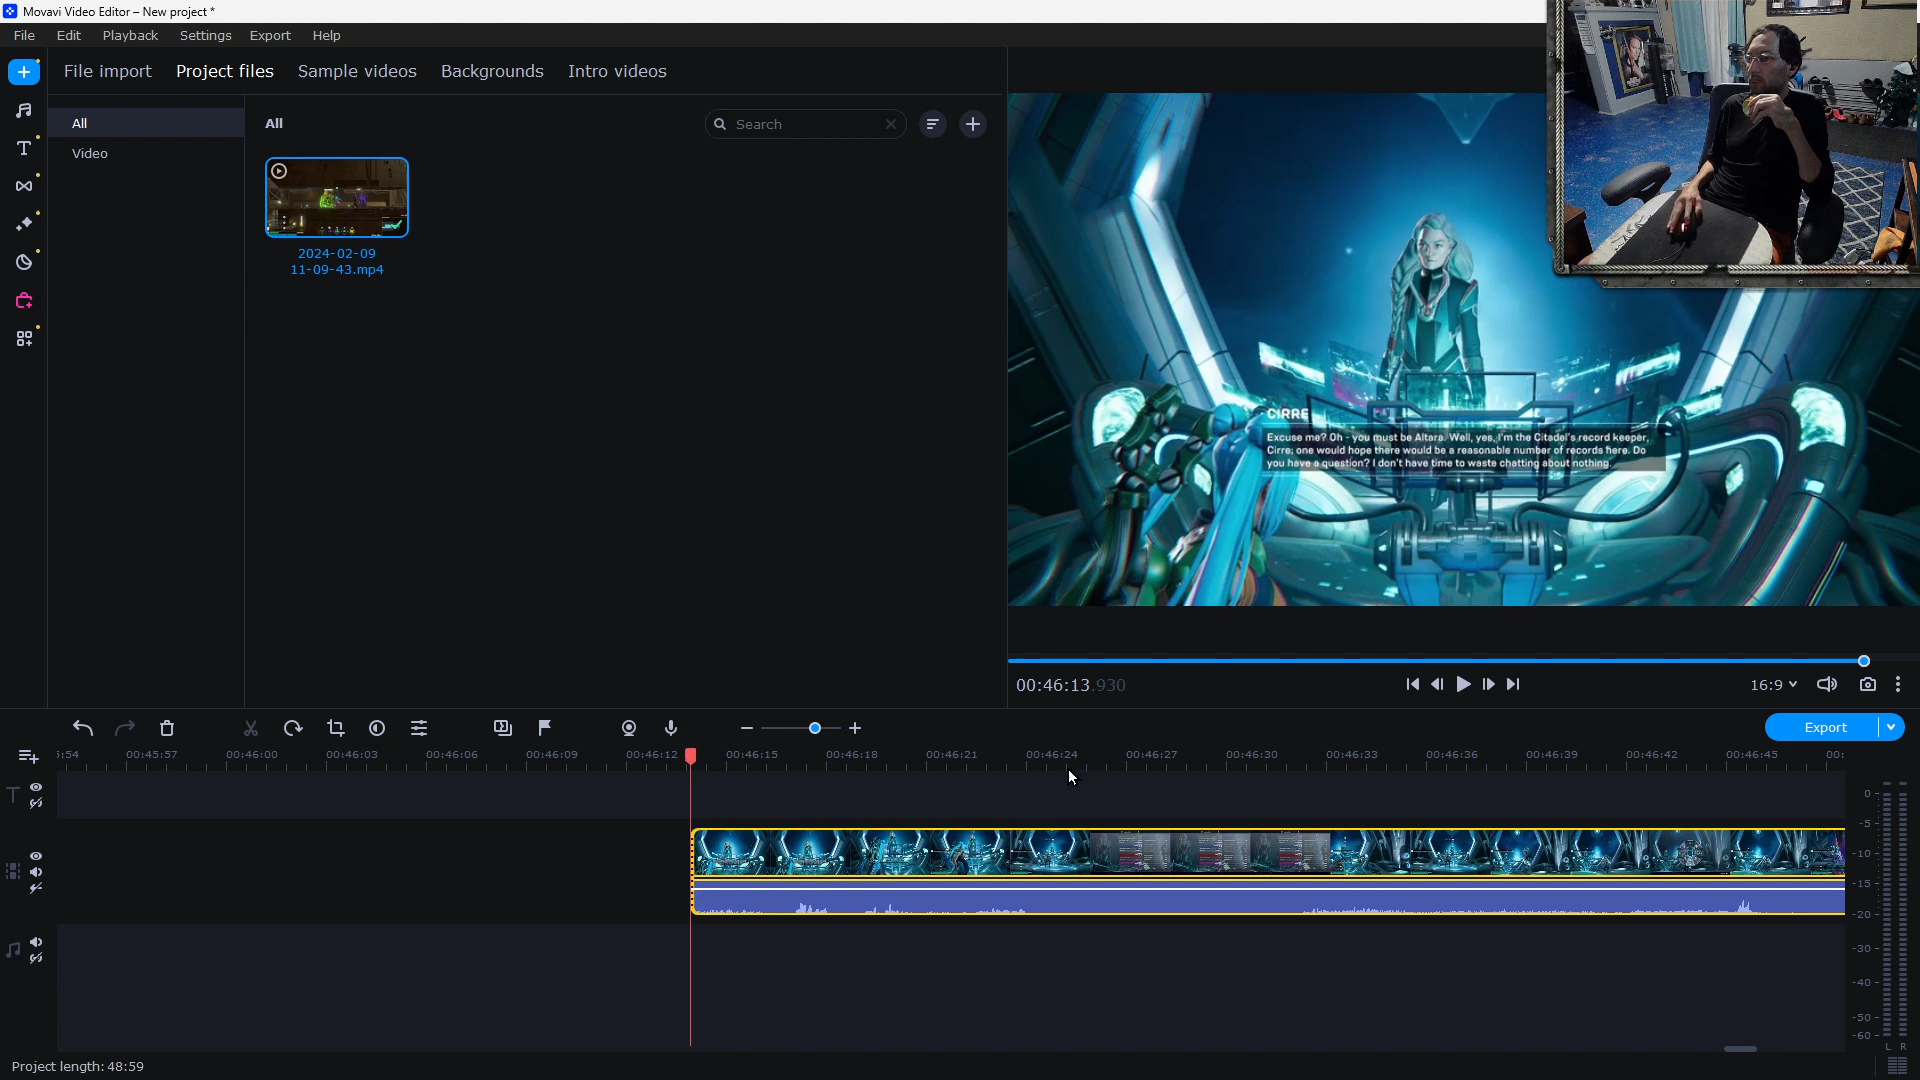 Movavi Video Editor – New project *
File Edit Playback Settings Export Help
File import Project files Sample videos Backgrounds Intro videos
All
Video
All
Search
2024-02-09
11-09-43.mp4
CIRRE
Excuse me? Oh - you must be Altara. Well, yes, I'm the Citadel's record keeper,
Cirre; one would hope there would be a reasonable number of records here. Do
you have a question? I don't have time to waste chatting about nothing.
00:46:13.930
16:9
Export
:54 00:45:57 00:46:00 00:46:03 00:46:06 00:46:09 00:46:12 00:46:15 00:46:18 00:46:21 00:46:24 00:46:27 00:46:30 00:46:33 00:46:36 00:46:39 00:46:42 00:46:45 00:
T
0
-5
-10
-15
-20
-30
-40
-50
-60
L R
Project length: 48:59